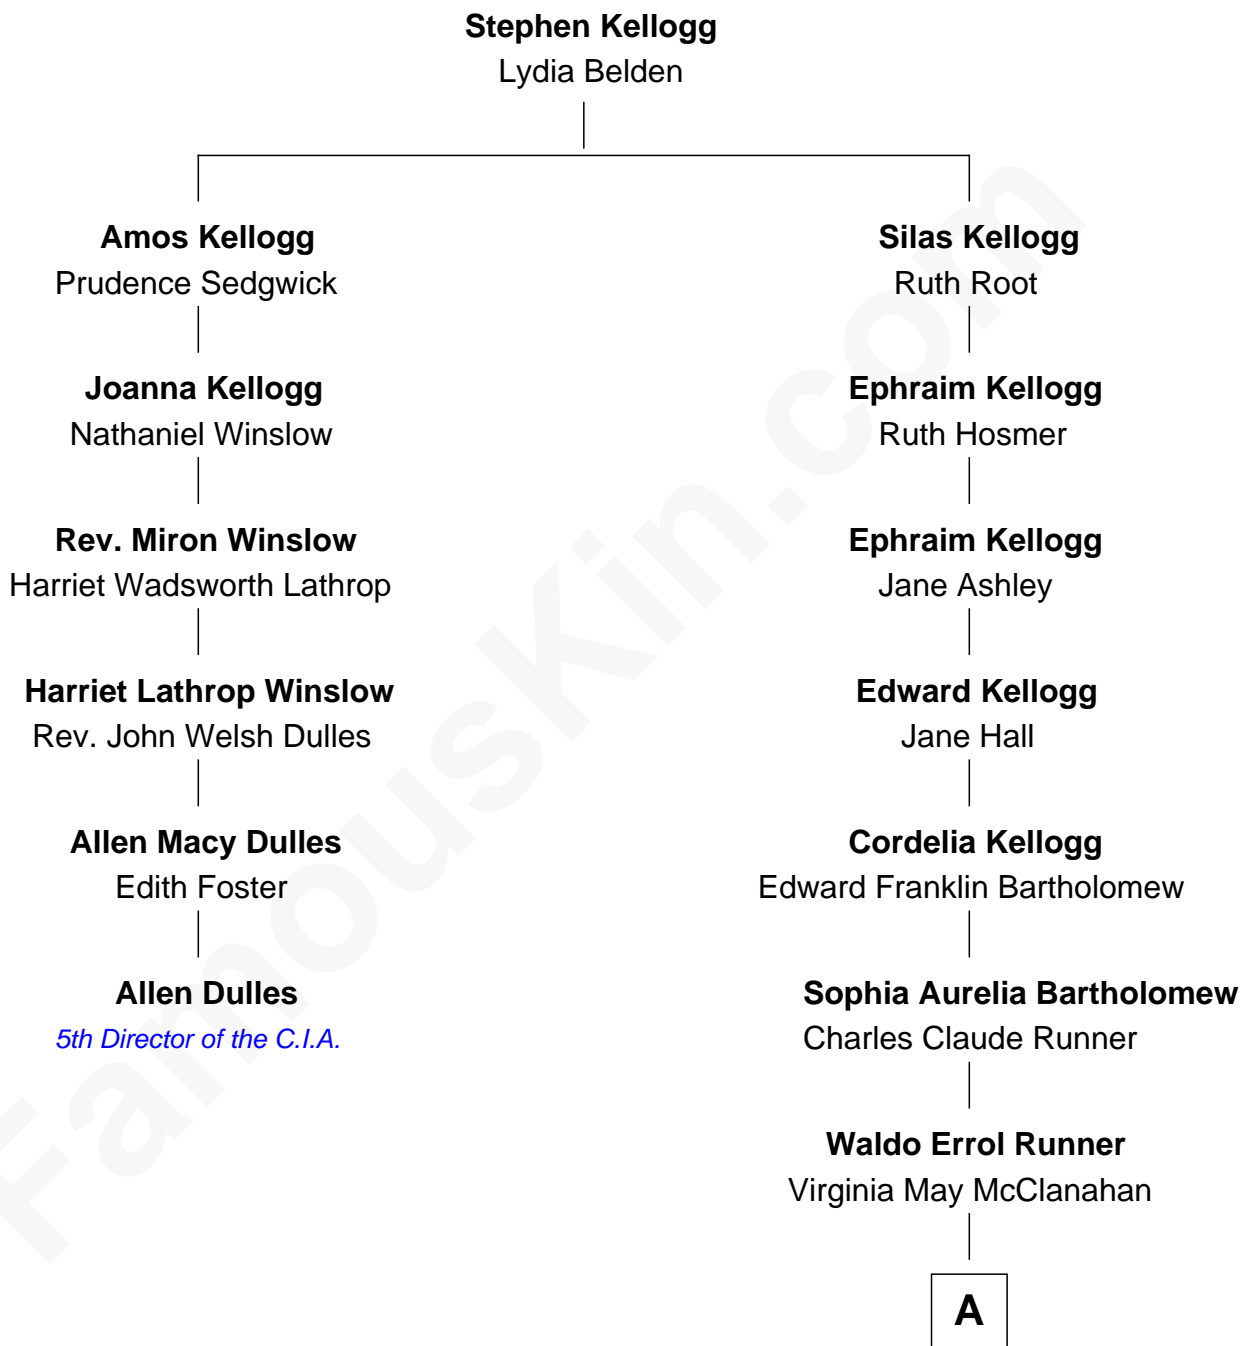 Stephen Kellogg
Lydia Belden
Amos Kellogg
Prudence Sedgwick
Silas Kellogg
Ruth Root
Joanna Kellogg
Nathaniel Winslow
Ephraim Kellogg
Ruth Hosmer
Rev. Miron Winslow
Harriet Wadsworth Lathrop
Ephraim Kellogg
Jane Ashley
Harriet Lathrop Winslow
Rev. John Welsh Dulles
Edward Kellogg
Jane Hall
Allen Macy Dulles
Edith Foster
Cordelia Kellogg
Edward Franklin Bartholomew
Allen Dulles
5th Director of the C.I.A.
Sophia Aurelia Bartholomew
Charles Claude Runner
Waldo Errol Runner
Virginia May McClanahan
A
FamousKin.com